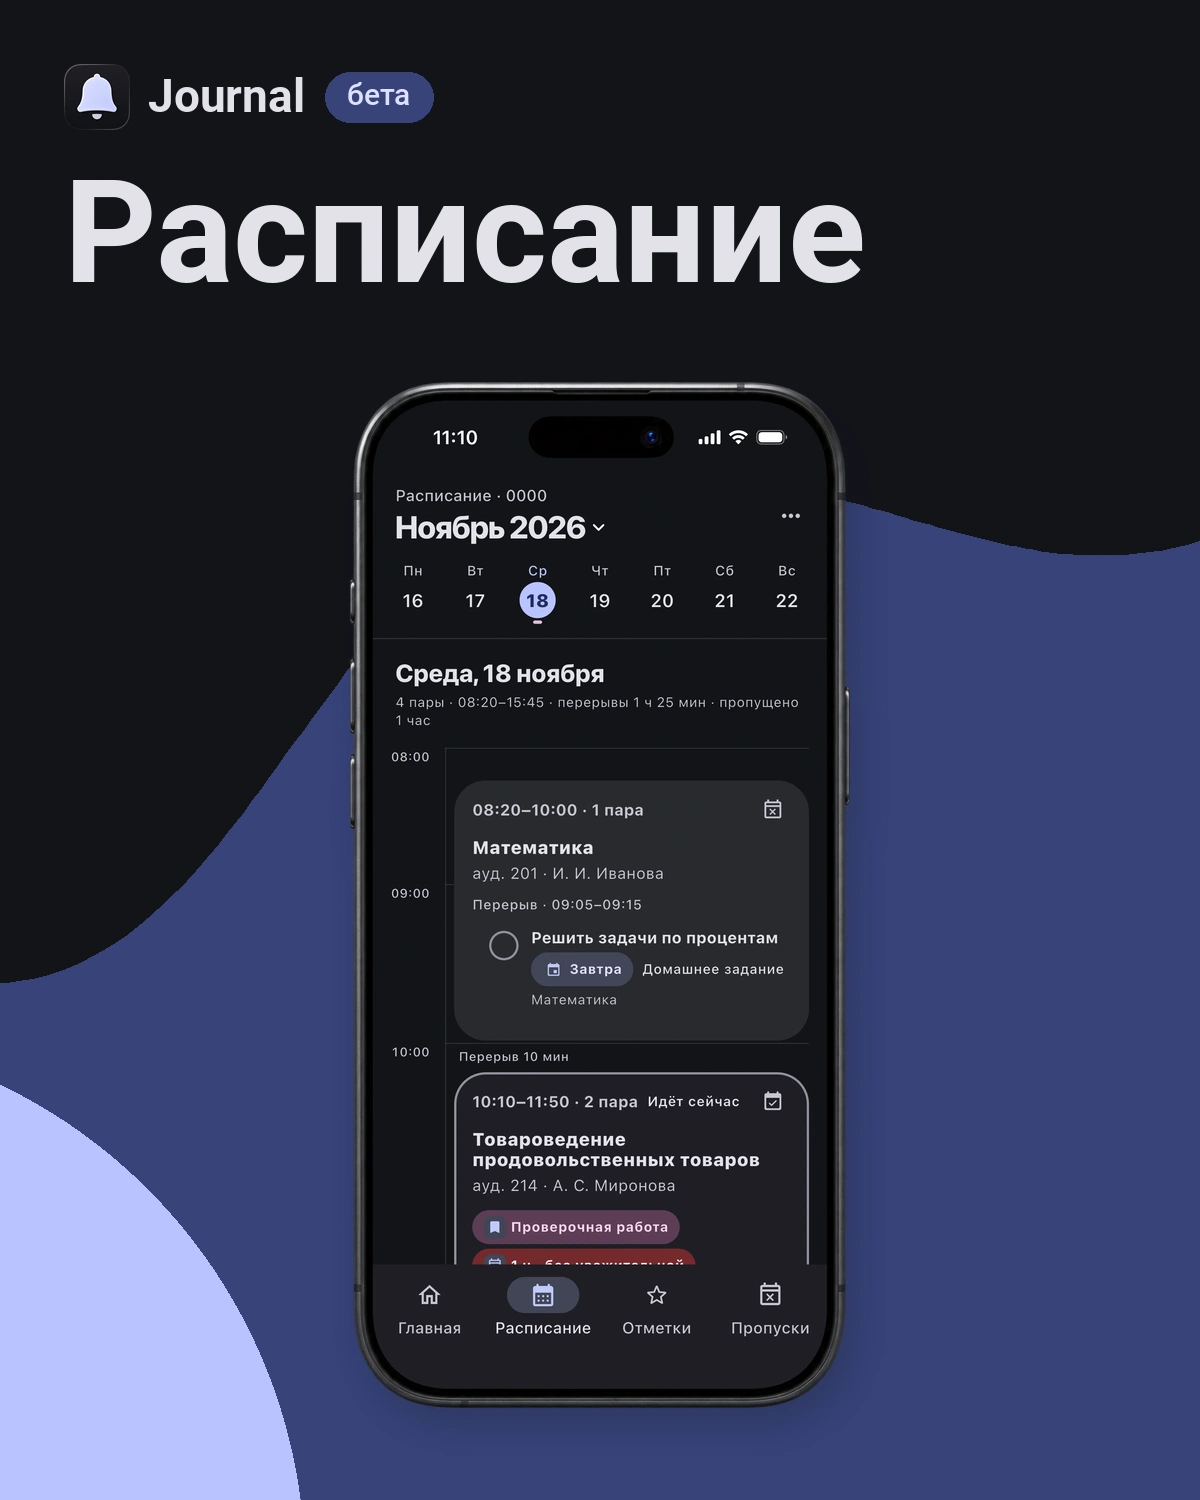 Journal бета
Расписание
11:10
Расписание · 0000
Ноябрь 2026
Пн Вт Ср Чт Пт Сб Вс
16 17 18 19 20 21 22
Среда, 18 ноября
4 пары · 08:20–15:45 · перерывы 1 ч 25 мин · пропущено
1 час
08:00
08:20–10:00 · 1 пара
Математика
ауд. 201 · И. И. Иванова
09:00
Перерыв · 09:05–09:15
Решить задачи по процентам
Завтра Домашнее задание
Математика
10:00
Перерыв 10 мин
10:10–11:50 · 2 пара Идёт сейчас
Товароведение
продовольственных товаров
ауд. 214 · А. С. Миронова
Проверочная работа
Главная Расписание Отметки Пропуски